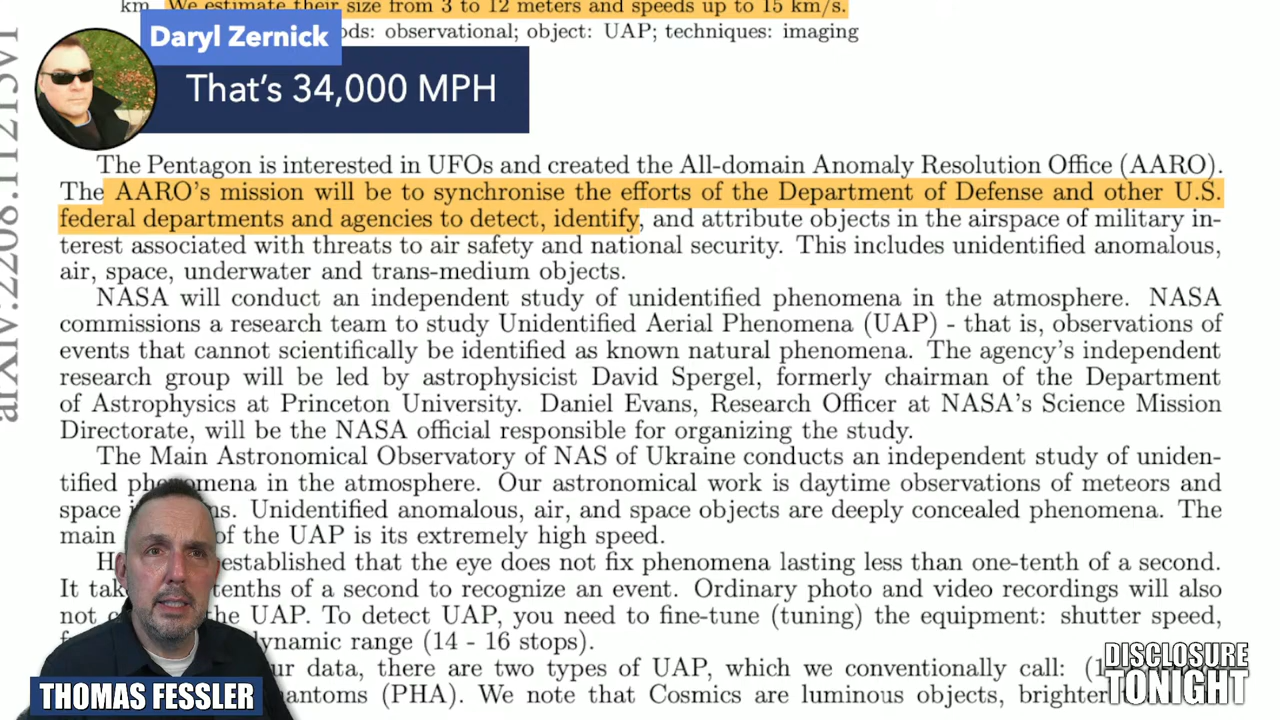 km. We estimate their size from 3 to 12 meters and speeds up to 15 km/s.
Daryl Zernick
ods: observational; object: UAP; techniques: imaging
That's 34,000 MPH
The Pentagon is interested in UFOs and created the All-domain Anomaly Resolution Office (AARO).
The AARO's mission will be to synchronise the efforts of the Department of Defense and other U.S.
federal departments and agencies to detect, identify, and attribute objects in the airspace of military in-
terest associated with threats to air safety and national security. This includes unidentified anomalous,
air, space, underwater and trans-medium objects.
NASA will conduct an independent study of unidentified phenomena in the atmosphere. NASA
commissions a research team to study Unidentified Aerial Phenomena (UAP) - that is, observations of
events that cannot scientifically be identified as known natural phenomena. The agency's independent
research group will be led by astrophysicist David Spergel, formerly chairman of the Department
of Astrophysics at Princeton University. Daniel Evans, Research Officer at NASA's Science Mission
Directorate, will be the NASA official responsible for organizing the study.
The Main Astronomical Observatory of NAS of Ukraine conducts an independent study of uniden-
tified phenomena in the atmosphere. Our astronomical work is daytime observations of meteors and
space ns. Unidentified anomalous, air, and space objects are deeply concealed phenomena. The
main of the UAP is its extremely high speed.
established that the eye does not fix phenomena lasting less than one-tenth of a second.
It tak tenths of a second to recognize an event. Ordinary photo and video recordings will also
not the UAP. To detect UAP, you need to fine-tune (tuning) the equipment: shutter speed,
dynamic range (14 - 16 stops).
ur data, there are two types of UAP, which we conventionally call:
antoms (PHA). We note that Cosmics are luminous objects, brighter
arXiv:2208.11215v1
THOMAS FESSLER
DISCLOSURE
TONIGHT